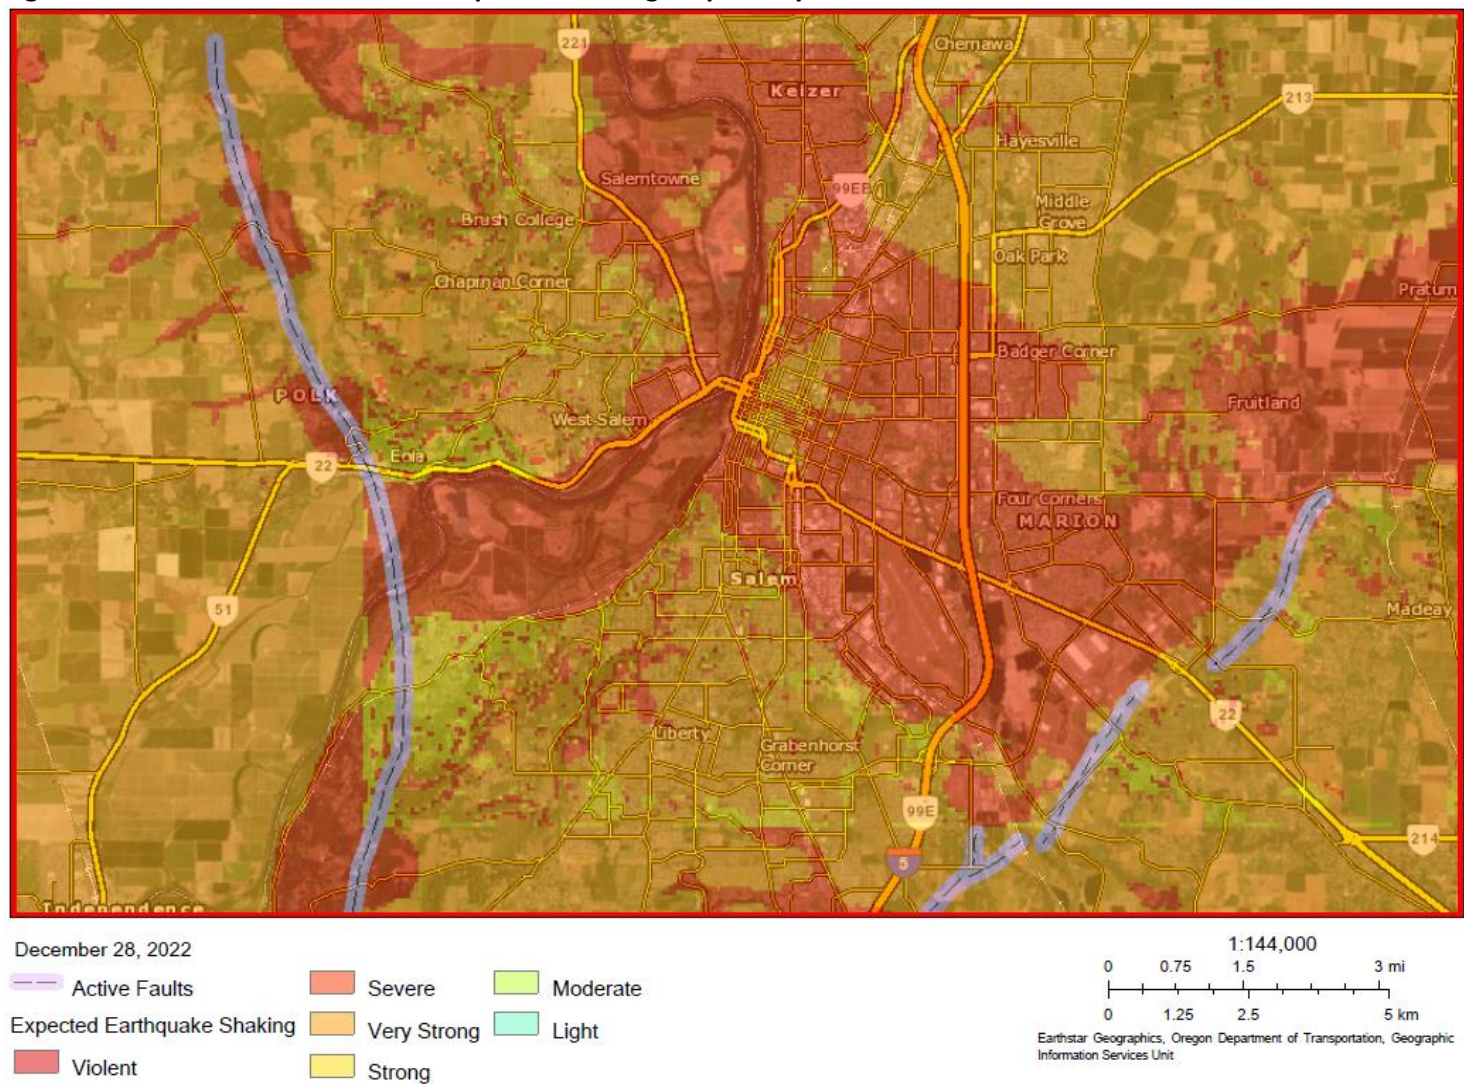 221
Chemawa
Keizer
213
Hayesville
Salemtowne
99EB
Middle
Grove
Brush College
Oak Park
Chapman Corner
Pratum
Badger Corner
POLK
Fruitland
West Salem
Eola
22
Four Corners
MARION
Salem
51
Macleay
22
Liberty
Grabenhorst
Corner
99E
214
5
Independence
December 28, 2022
Active Faults
Expected Earthquake Shaking
Violent
Severe
Very Strong
Strong
Moderate
Light
1:144,000
0 0.75 1.5 3 mi
0 1.25 2.5 5 km
Earthstar Geographics, Oregon Department of Transportation, Geographic
Information Services Unit